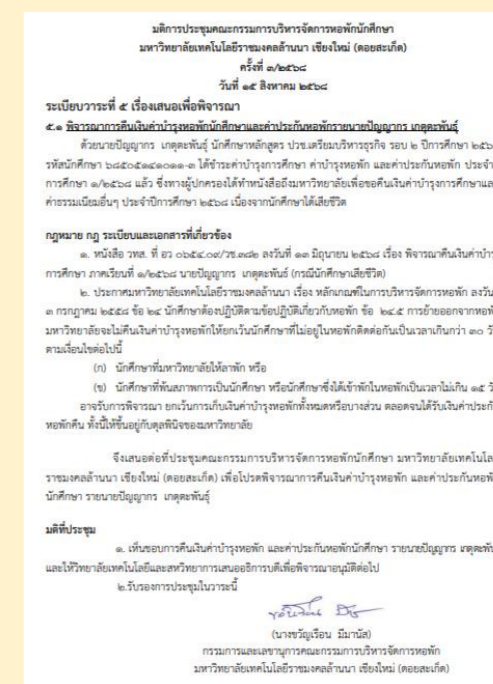 มติการประชุมคณะกรรมการบริหารจัดการหอพักนักศึกษา
มหาวิทยาลัยเทคโนโลยีราชมงคลล้านนา เชียงใหม่ (ดอยสะเก็ด)
ครั้งที่ ๓/๒๕๖๘
วันที่ ๑๕ สิงหาคม ๒๕๖๘
ระเบียบวาระที่ ๕ เรื่องเสนอเพื่อพิจารณา
๕.๑ พิจารณาการคืนเงินค่าบำรุงหอพักนักศึกษาและค่าประกันหอพักรายนายปัญญากร เกตุตะพันธุ์
ด้วยนายปัญญากร เกตุตะพันธุ์ นักศึกษาหลักสูตร ปวช.เตรียมบริหารธุรกิจ รอบ ๒ ปีการศึกษา ๒๕๖
รหัสนักศึกษา ๖๘๕๐๕๑๔๑๐๑๑-๓ ได้ชำระค่าบำรุงการศึกษา ค่าบำรุงหอพัก และค่าประกันหอพัก ประจำ
การศึกษา ๑/๒๕๖๘ แล้ว ซึ่งทางผู้ปกครองได้ทำหนังสือถึงมหาวิทยาลัยเพื่อขอคืนเงินค่าบำรุงการศึกษาแล
ค่าธรรมเนียมอื่นๆ ประจำปีการศึกษา ๒๕๖๘ เนื่องจากนักศึกษาได้เสียชีวิต
กฎหมาย กฎ ระเบียบและเอกสารที่เกี่ยวข้อง
๑. หนังสือ วทส. ที่ อว ๐๖๕๔.๐๙/วช.๓๘๒ ลงวันที่ ๑๓ มิถุนายน ๒๕๖๘ เรื่อง พิจารณาคืนเงินค่าบำรุ
การศึกษา ภาคเรียนที่ ๑/๒๕๖๘ นายปัญญากร เกตุตะพันธุ์ (กรณีนักศึกษาเสียชีวิต)
๒. ประกาศมหาวิทยาลัยเทคโนโลยีราชมงคลล้านนา เรื่อง หลักเกณฑ์ในการบริหารจัดการหอพัก ลงวัน
๓ กรกฎาคม ๒๕๕๘ ข้อ ๒๔ นักศึกษาต้องปฏิบัติตามข้อปฏิบัติเกี่ยวกับหอพัก ข้อ ๒๔.๕ การย้ายออกจากหอพั
มหาวิทยาลัยจะไม่คืนเงินค่าบำรุงหอพักให้ยกเว้นนักศึกษาที่ไม่อยู่ในหอพักติดต่อกันเป็นเวลาเกินกว่า ๓๐ วั
ตามเงื่อนไขต่อไปนี้
(ก) นักศึกษาที่มหาวิทยาลัยให้ลาพัก หรือ
(ข) นักศึกษาที่พ้นสภาพการเป็นนักศึกษา หรือนักศึกษาซึ่งได้เข้าพักในหอพักเป็นเวลาไม่เกิน ๑๕ วั
อาจรับการพิจารณา ยกเว้นการเก็บเงินค่าบำรุงหอพักทั้งหมดหรือบางส่วน ตลอดจนได้รับเงินค่าประกั
หอพักคืน ทั้งนี้ให้ขึ้นอยู่กับดุลพินิจของมหาวิทยาลัย
จึงเสนอต่อที่ประชุมคณะกรรมการบริหารจัดการหอพักนักศึกษา มหาวิทยาลัยเทคโนโล
ราชมงคลล้านนา เชียงใหม่ (ดอยสะเก็ด) เพื่อโปรดพิจารณาการคืนเงินค่าบำรุงหอพัก และค่าประกันหอพั
นักศึกษา รายนายปัญญากร เกตุตะพันธุ์
มติที่ประชุม
๑. เห็นชอบการคืนเงินค่าบำรุงหอพัก และค่าประกันหอพักนักศึกษา รายนายปัญญากร เกตุตะพัน
และให้วิทยาลัยเทคโนโลยีและสหวิทยาการเสนออธิการบดีเพื่อพิจารณาอนุมัติต่อไป
๒.รับรองการประชุมในวาระนี้
(นางขวัญเรือน มีมานัส)
กรรมการและเลขานุการคณะกรรมการบริหารจัดการหอพัก
มหาวิทยาลัยเทคโนโลยีราชมงคลล้านนา เชียงใหม่ (ดอยสะเก็ด)